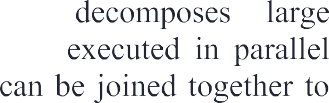 decomposes large
executed in parallel
can be joined together to